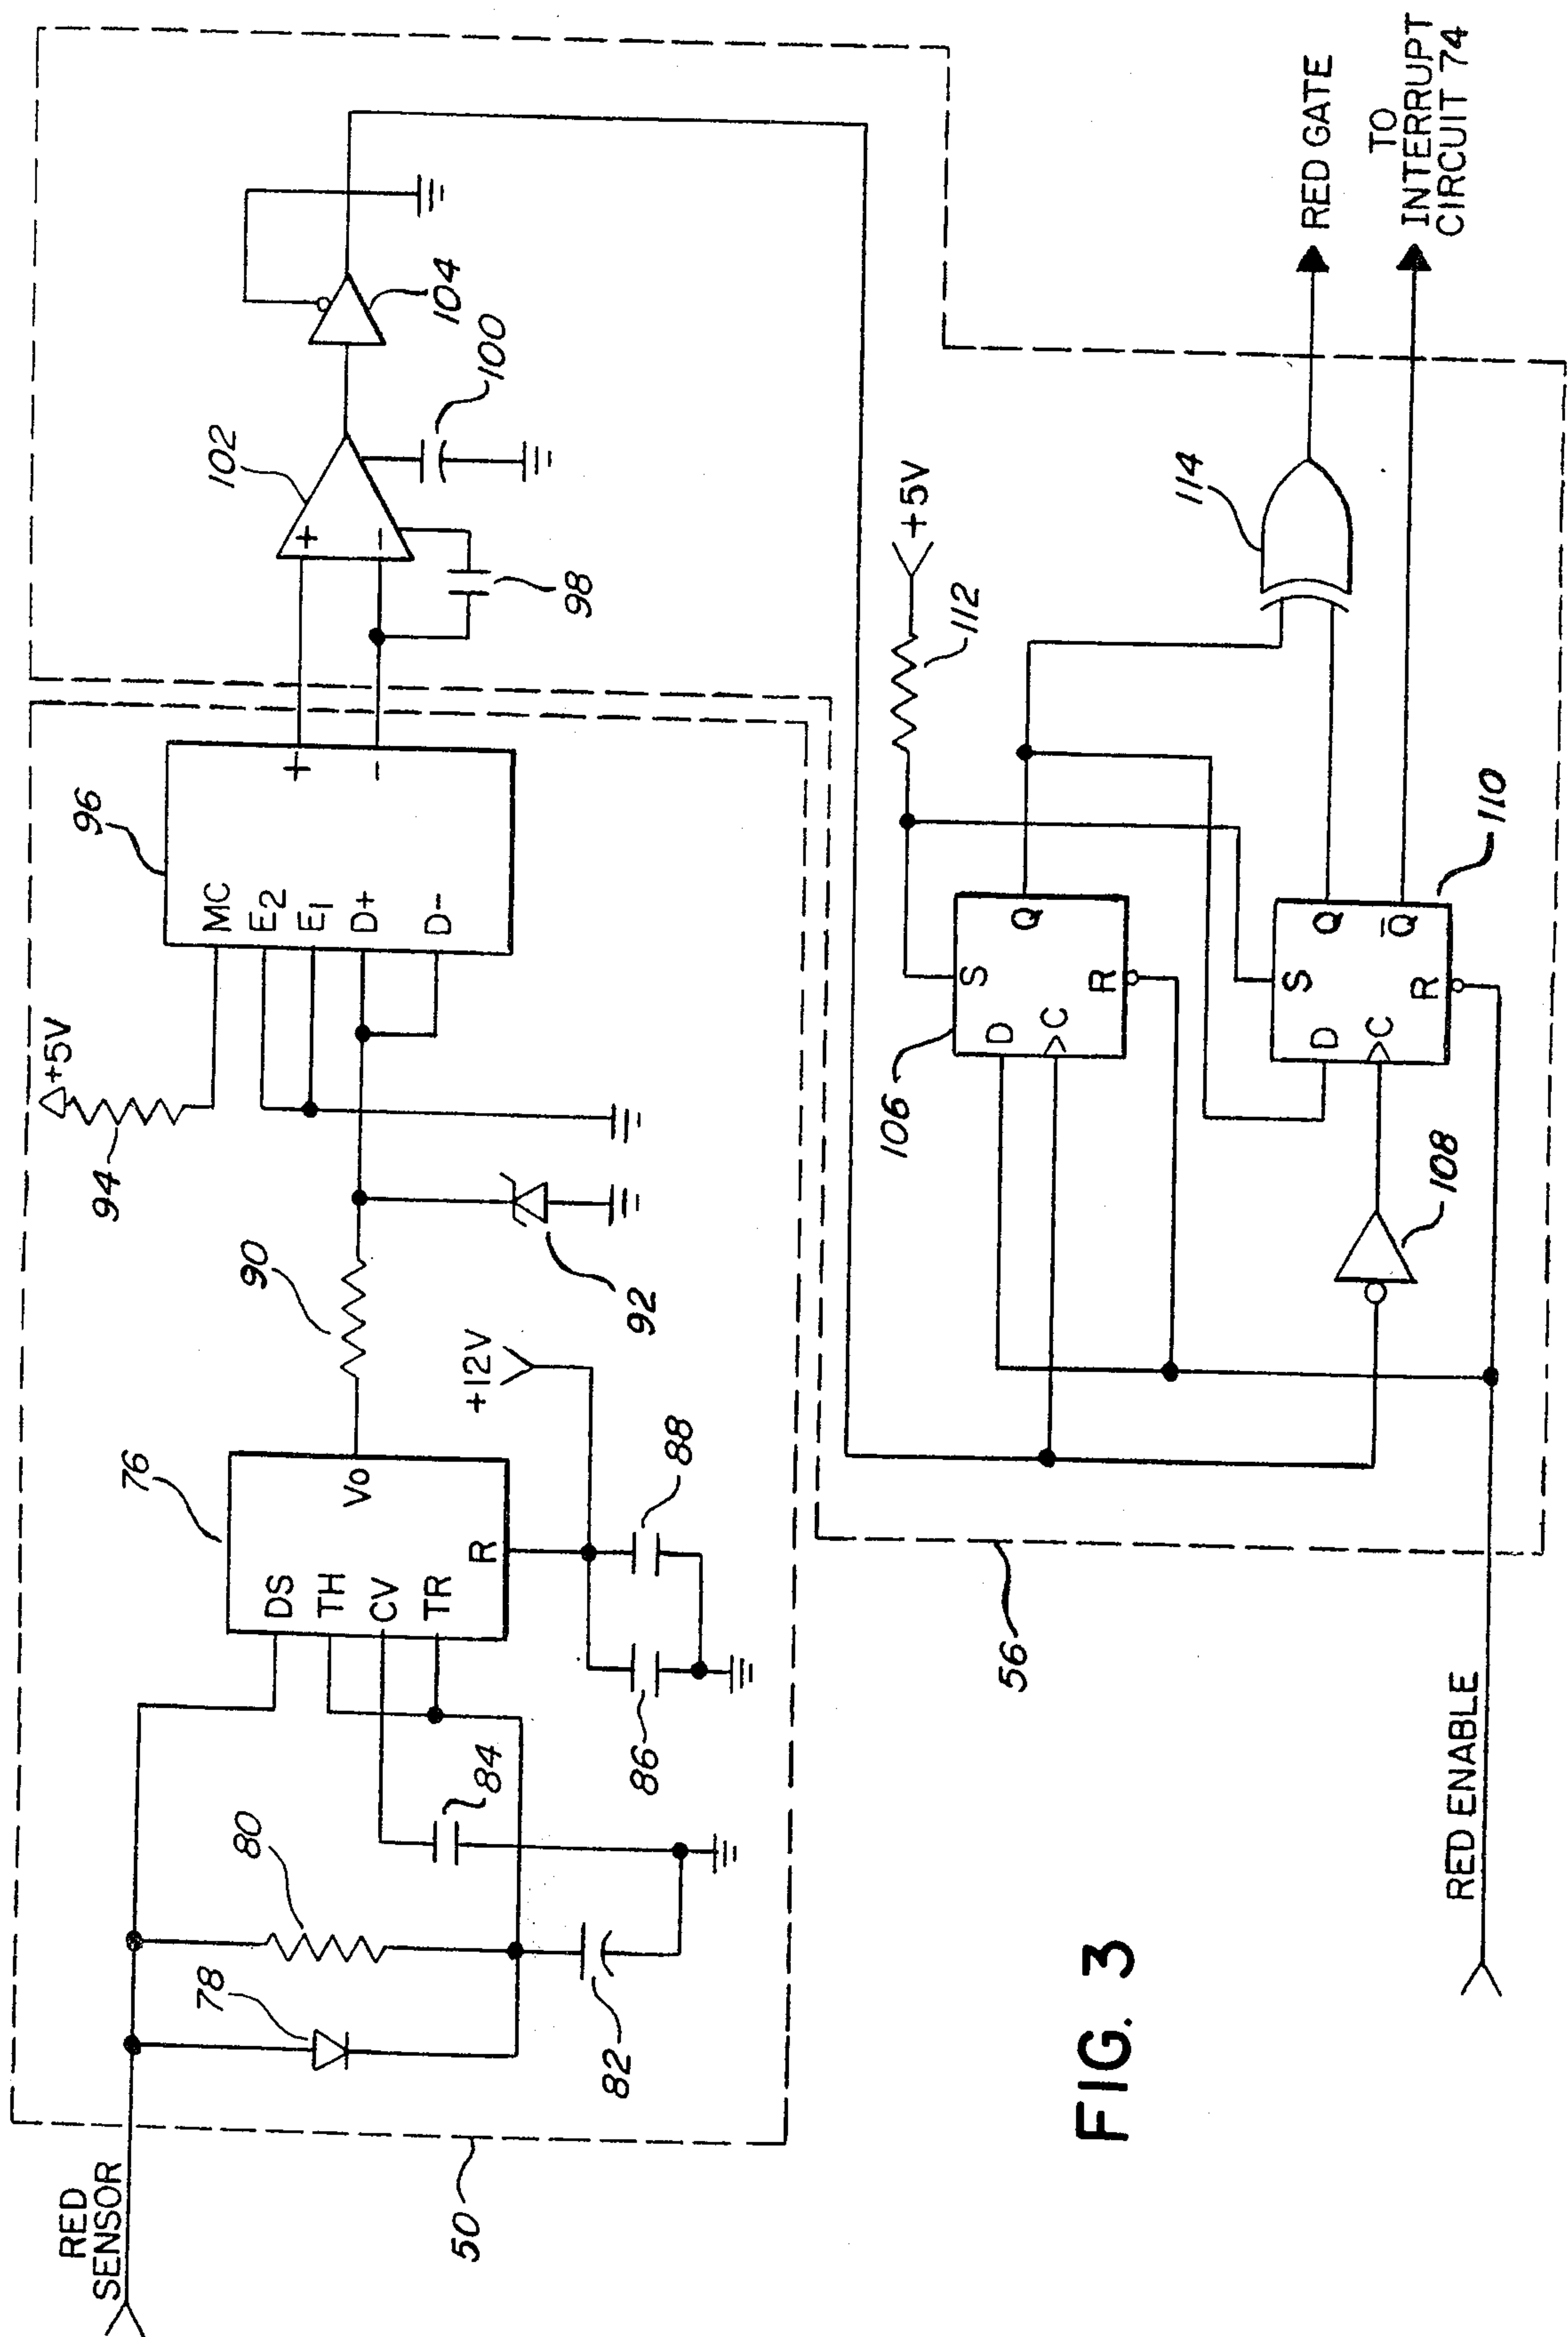 RED
SENSOR
50
78
80
82
84
DS
TH
CV
TR
R
Vo
76
86
88
+12V
90
92
94
+5V
MC
E2
E1
D+
D-
+
-
96
98
+
-
102
100
104
56
RED ENABLE
108
106
D
C
S
R
Q
D
C
S
R
Q
Q̅
110
112
+5V
114
RED GATE
TO
INTERRUPT
CIRCUIT 74
FIG. 3